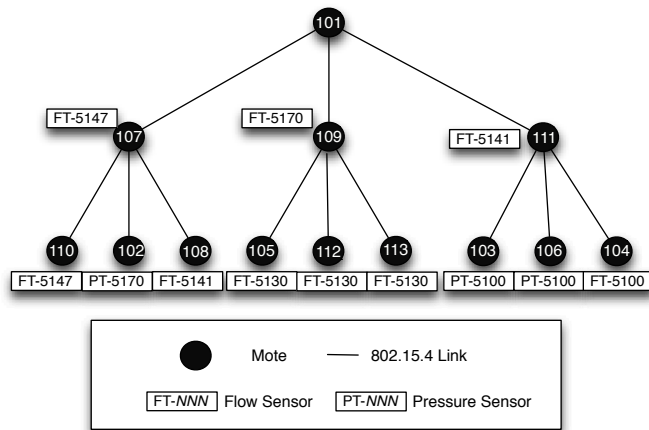 101
FT-5147
FT-5170
FT-5141
107
109
111
110
102
108
105
112
113
103
106
104
FT-5147
PT-5170
FT-5141
FT-5130
FT-5130
FT-5130
PT-5100
PT-5100
FT-5100
Mote
802.15.4 Link
FT-NNN Flow Sensor
PT-NNN Pressure Sensor